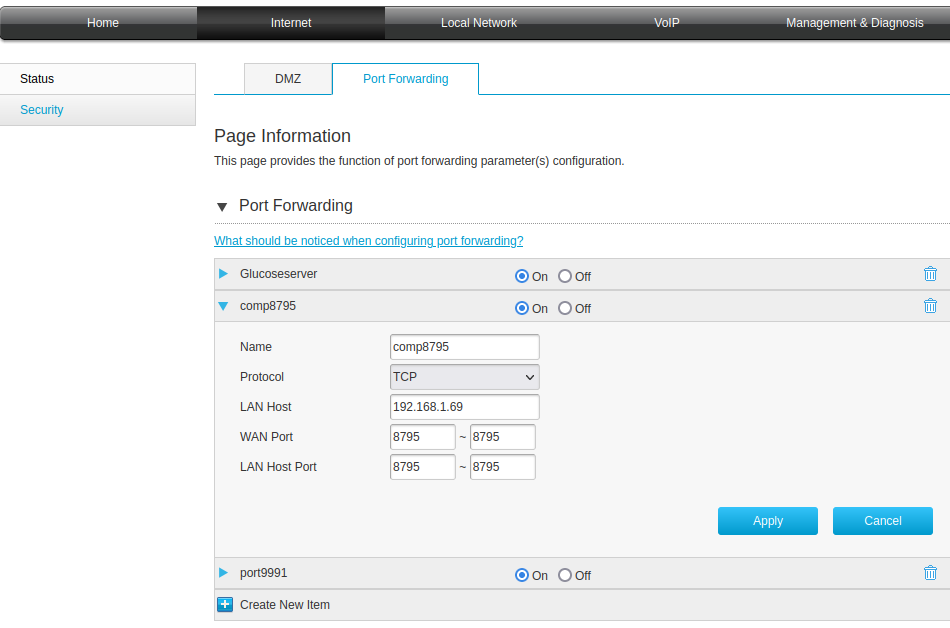 Home Internet Local Network VoIP Management & Diagnosis
Status
Security
DMZ Port Forwarding
Page Information
This page provides the function of port forwarding parameter(s) configuration.
Port Forwarding
What should be noticed when configuring port forwarding?
Glucoseserver On Off
comp8795 On Off
Name comp8795
Protocol TCP
LAN Host 192.168.1.69
WAN Port 8795 ~ 8795
LAN Host Port 8795 ~ 8795
Apply Cancel
port9991 On Off
Create New Item